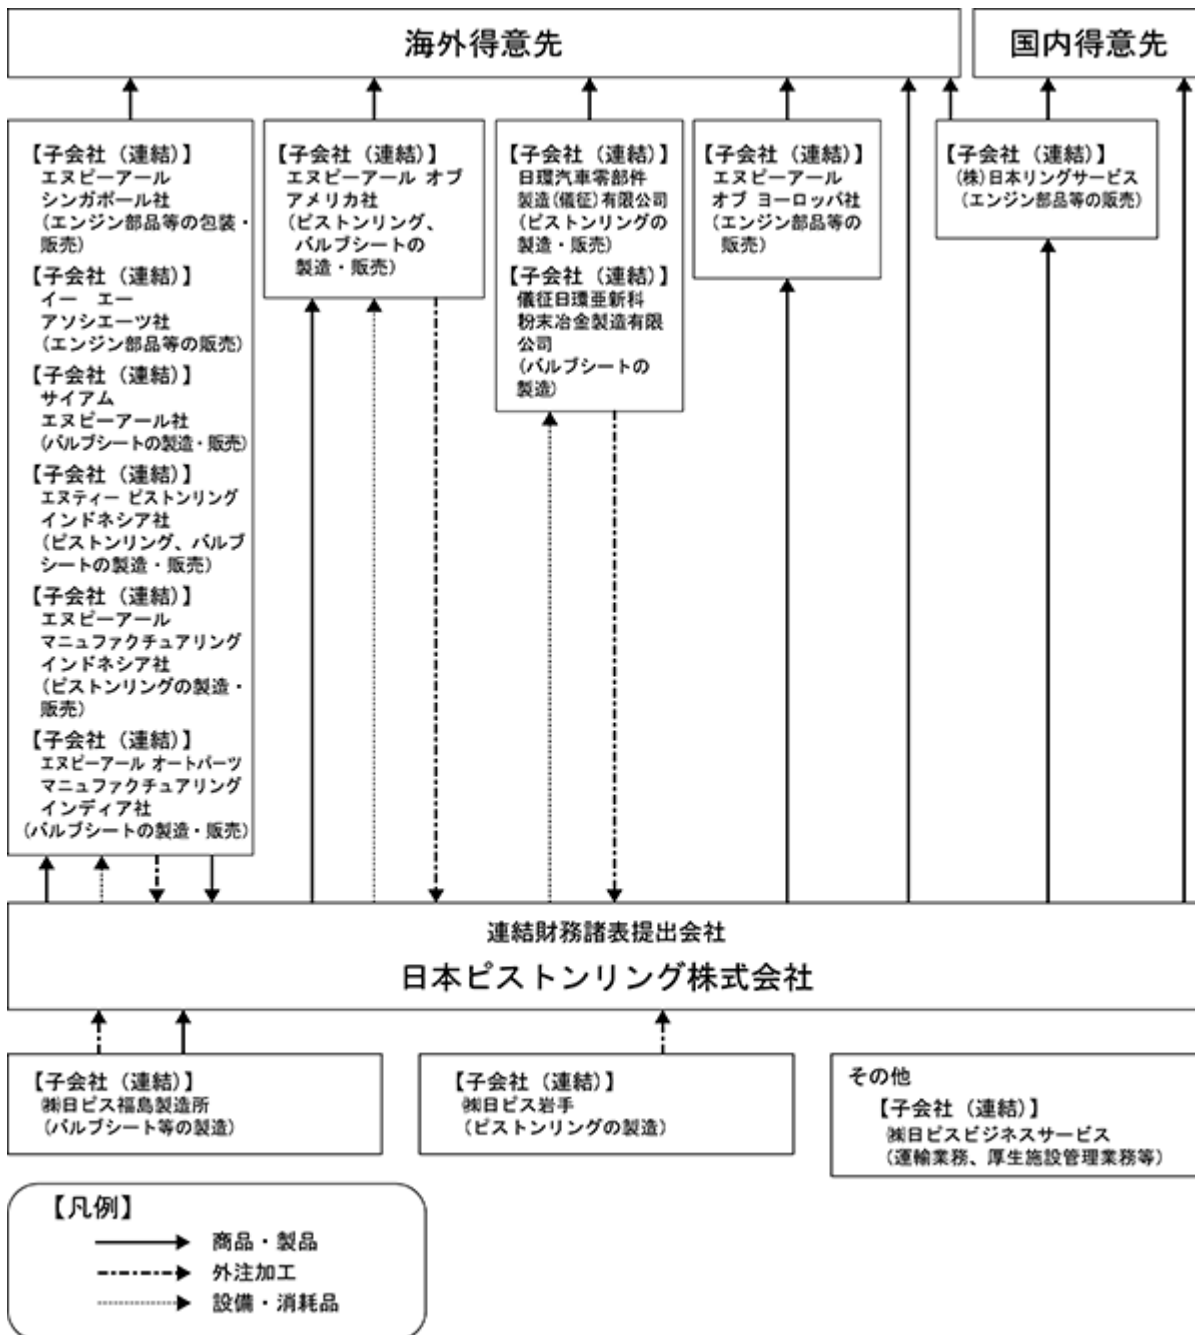 海外得意先
国内得意先
【子会社（連結）】
エヌピーアール
シンガポール社
(エンジン部品等の包装・
販売)
【子会社（連結）】
イー　エー
アソシエーツ社
(エンジン部品等の販売)
【子会社（連結）】
サイアム
エヌピーアール社
(バルブシートの製造・販売)
【子会社（連結）】
エヌティー ピストンリング
インドネシア社
(ピストンリング、バルブ
シートの製造・販売)
【子会社（連結）】
エヌピーアール
マニュファクチュアリング
インドネシア社
(ピストンリングの製造・
販売)
【子会社（連結）】
エヌピーアール オートパーツ
マニュファクチュアリング
インディア社
(バルブシートの製造・販売)
【子会社（連結）】
エヌピーアール オブ
アメリカ社
(ピストンリング、
バルブシートの
製造・販売)
【子会社（連結）】
日環汽車零部件
製造(儀征)有限公司
(ピストンリングの
製造・販売)
【子会社（連結）】
儀征日環亜新科
粉末冶金製造有限
公司
(バルブシートの
製造)
【子会社（連結）】
エヌピーアール
オブ ヨーロッパ社
(エンジン部品等の
販売)
【子会社（連結）】
(株)日本リングサービス
(エンジン部品等の販売)
連結財務諸表提出会社
日本ピストンリング株式会社
【子会社（連結）】
㈱日ピス福島製造所
(バルブシート等の製造)
【子会社（連結）】
㈱日ピス岩手
(ピストンリングの製造)
その他
【子会社（連結）】
㈱日ピスビジネスサービス
(運輸業務、厚生施設管理業務等)
【凡例】
商品・製品
外注加工
設備・消耗品